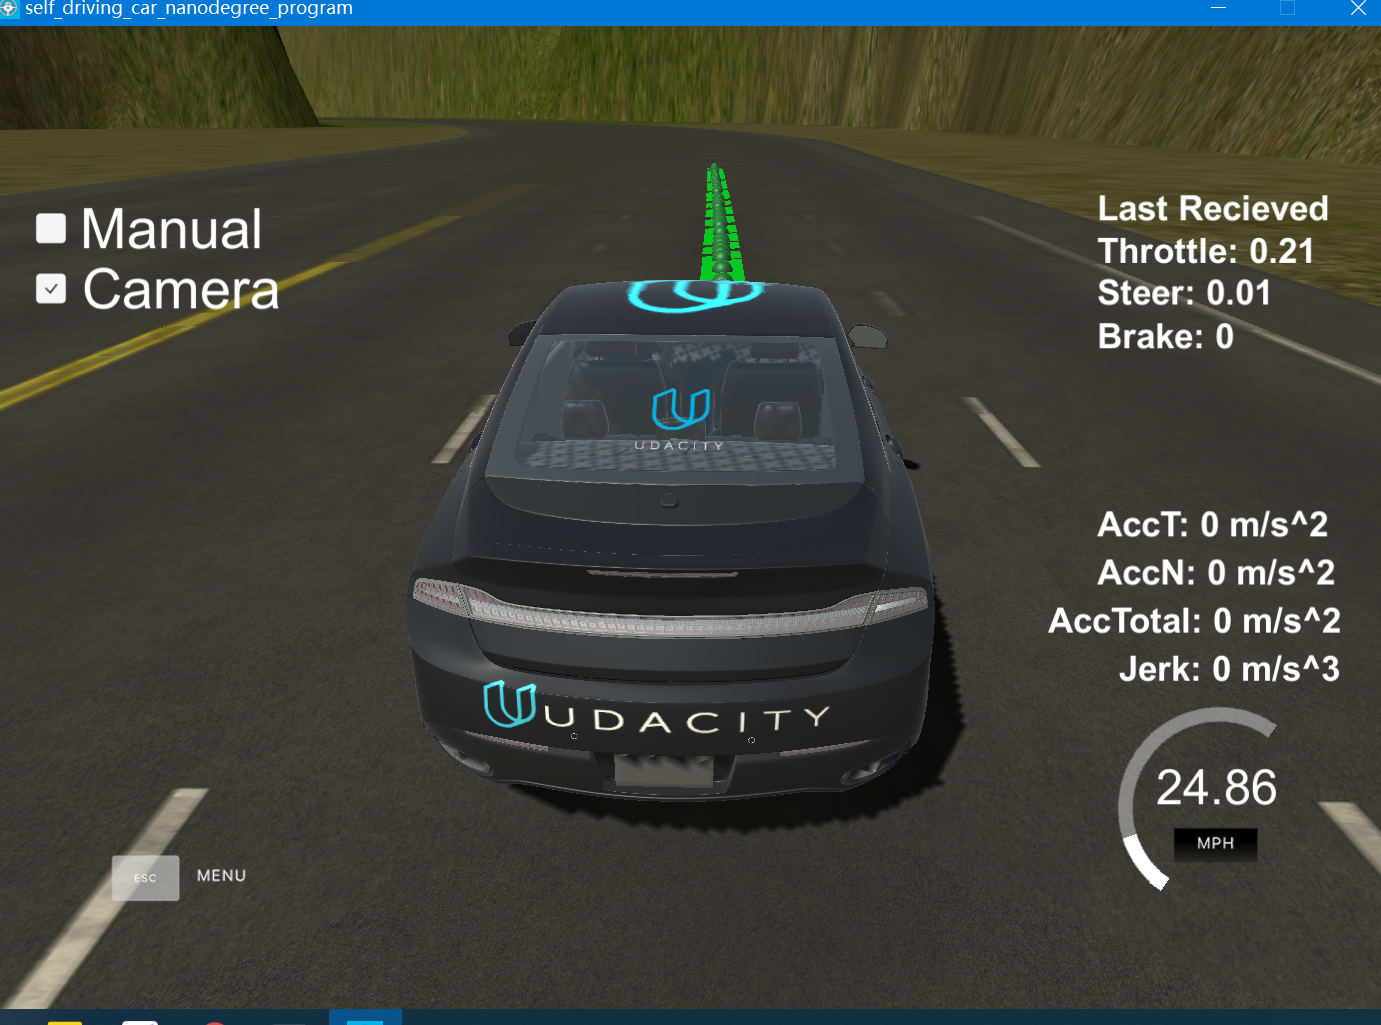 self_driving_car_nanodegree_program
Manual
Camera
Last Recieved
Throttle: 0.21
Steer: 0.01
Brake: 0
UDACITY
AccT: 0 m/s^2
AccN: 0 m/s^2
AccTotal: 0 m/s^2
Jerk: 0 m/s^3
UDACITY
24.86
MPH
ESC
MENU